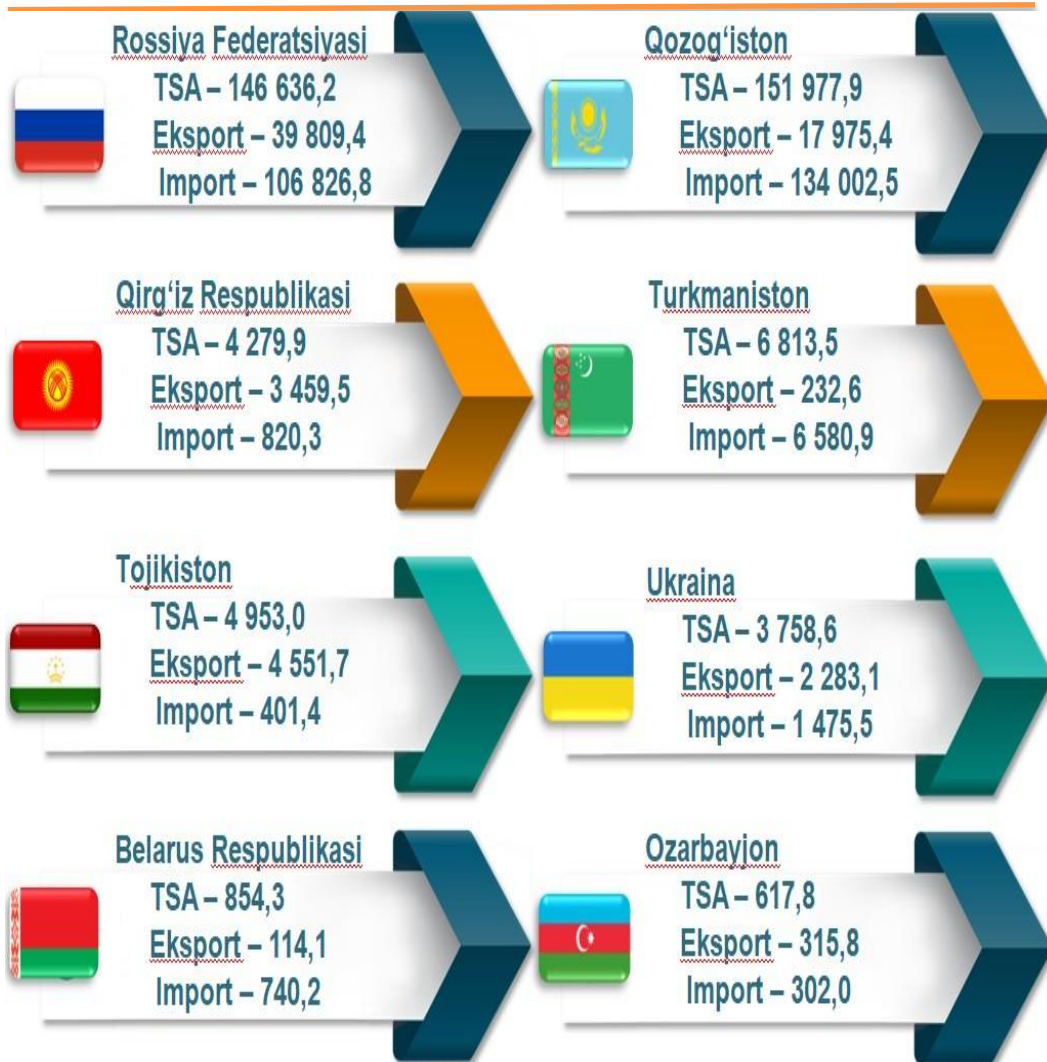 Rossiya Federatsiyasi
TSA – 146 636,2
Eksport – 39 809,4
Import – 106 826,8
Qozog‘iston
TSA – 151 977,9
Eksport – 17 975,4
Import – 134 002,5
Qirg‘iz Respublikasi
TSA – 4 279,9
Eksport – 3 459,5
Import – 820,3
Turkmaniston
TSA – 6 813,5
Eksport – 232,6
Import – 6 580,9
Tojikiston
TSA – 4 953,0
Eksport – 4 551,7
Import – 401,4
Ukraina
TSA – 3 758,6
Eksport – 2 283,1
Import – 1 475,5
Belarus Respublikasi
TSA – 854,3
Eksport – 114,1
Import – 740,2
Ozarbayjon
TSA – 617,8
Eksport – 315,8
Import – 302,0